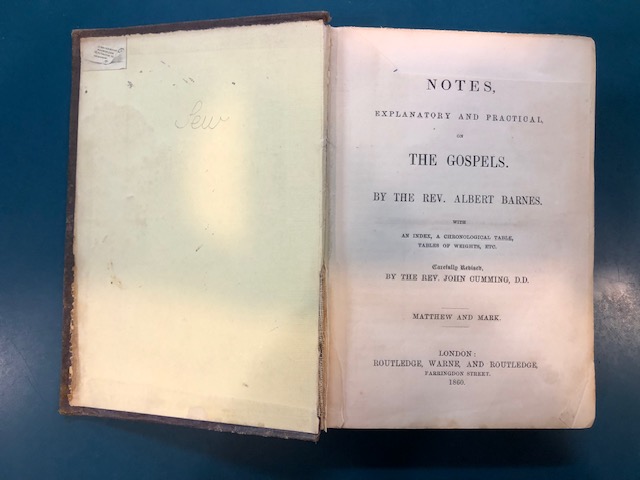 Sew
NOTES,
EXPLANATORY AND PRACTICAL,
ON
THE GOSPELS.
BY THE REV. ALBERT BARNES.
WITH
AN INDEX, A CHRONOLOGICAL TABLE,
TABLES OF WEIGHTS, ETC.
Carefully Revised,
BY THE REV. JOHN CUMMING, D.D.
MATTHEW AND MARK.
LONDON:
ROUTLEDGE, WARNE, AND ROUTLEDGE,
FARRINGDON STREET.
1860.